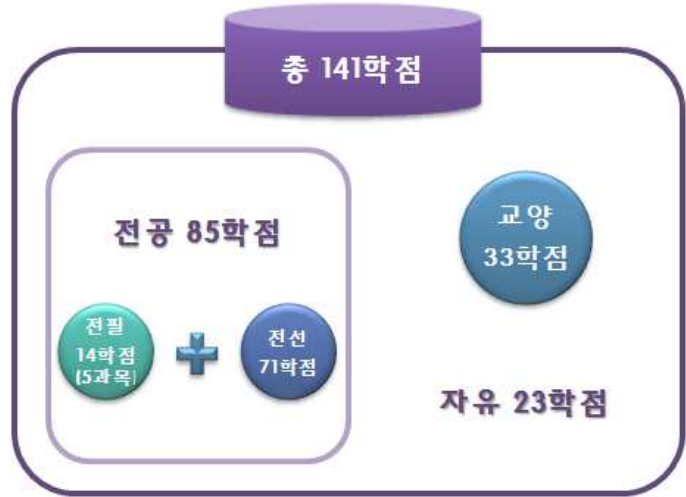 총 141학점
전공 85학점
전필
14학점
(5과목)
전선
71학점
교양
33학점
자유 23학점